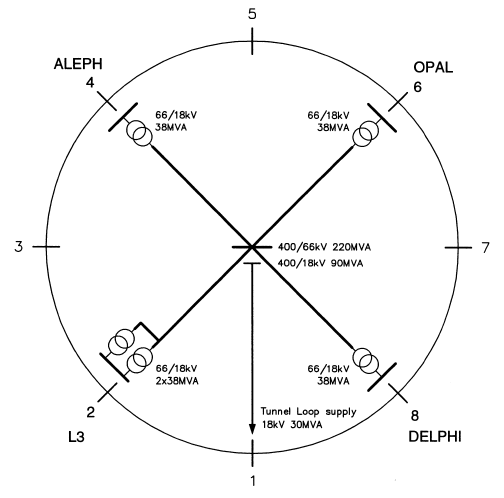 5
ALEPH
4
66/18kV
38MVA
OPAL
6
66/18kV
38MVA
3
400/66kV 220MVA
400/18kV 90MVA
7
66/18kV
2x38MVA
2
L3
66/18kV
38MVA
8
DELPHI
Tunnel Loop supply
18kV 30MVA
1